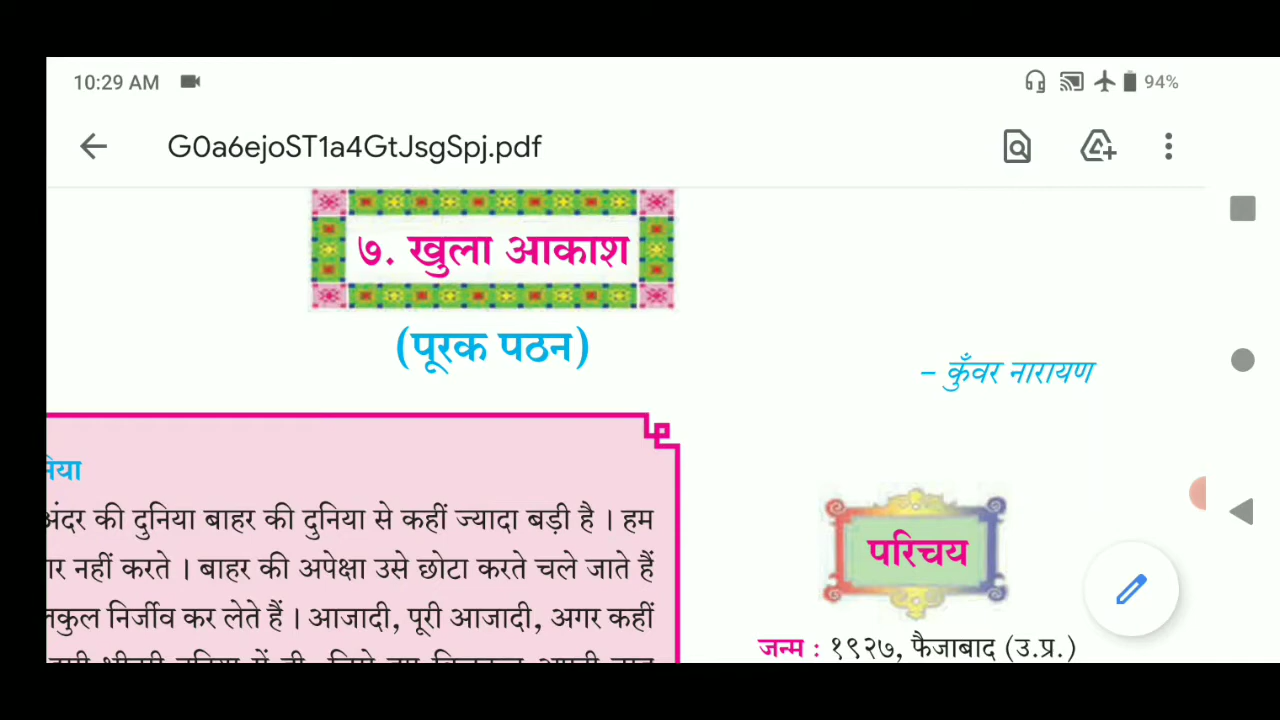 10:29 AM
94%
G0a6ejoST1a4GtJsgSpj.pdf
७. खुला आकाश
(पूरक पठन)
- कुँवर नारायण
अंदर की दुनिया बाहर की दुनिया से कहीं ज्यादा बड़ी है । हम
नहीं करते । बाहर की अपेक्षा उसे छोटा करते चले जाते हैं
निर्जीव कर लेते हैं । आजादी, पूरी आजादी, अगर कहीं
परिचय
जन्म : १९२७, फैजाबाद (उ.प्र.)